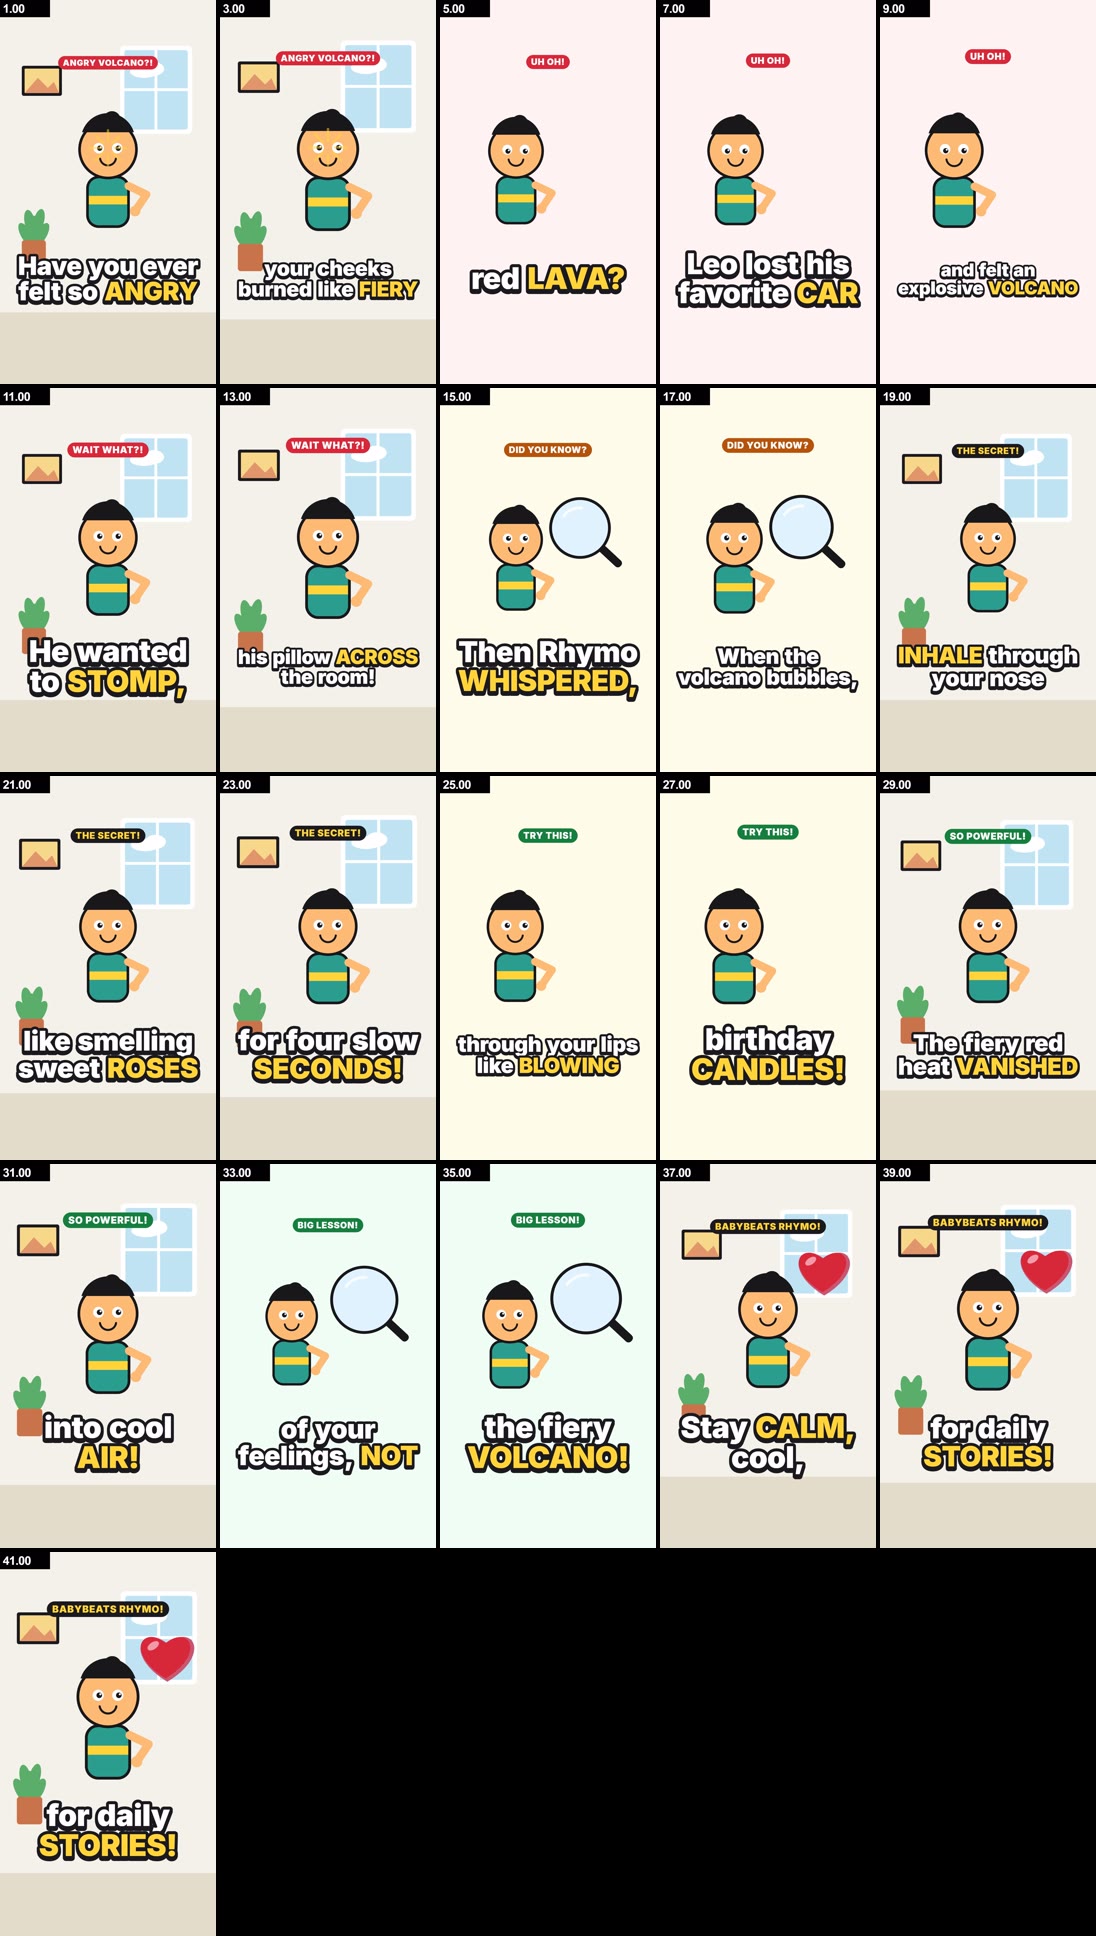 1.00
ANGRY VOLCANO?!
Have you ever
felt so ANGRY
3.00
ANGRY VOLCANO?!
your cheeks
burned like FIERY
5.00
UH OH!
red LAVA?
7.00
UH OH!
Leo lost his
favorite CAR
9.00
UH OH!
and felt an
explosive VOLCANO
11.00
WAIT WHAT?!
He wanted
to STOMP,
13.00
WAIT WHAT?!
his pillow ACROSS
the room!
15.00
DID YOU KNOW?
Then Rhymo
WHISPERED,
17.00
DID YOU KNOW?
When the
volcano bubbles,
19.00
THE SECRET!
INHALE through
your nose
21.00
THE SECRET!
like smelling
sweet ROSES
23.00
THE SECRET!
for four slow
SECONDS!
25.00
TRY THIS!
through your lips
like BLOWING
27.00
TRY THIS!
birthday
CANDLES!
29.00
SO POWERFUL!
The fiery red
heat VANISHED
31.00
SO POWERFUL!
into cool
AIR!
33.00
BIG LESSON!
of your
feelings, NOT
35.00
BIG LESSON!
the fiery
VOLCANO!
37.00
BABYBEATS RHYMO!
Stay CALM,
cool,
39.00
BABYBEATS RHYMO!
for daily
STORIES!
41.00
BABYBEATS RHYMO!
for daily
STORIES!